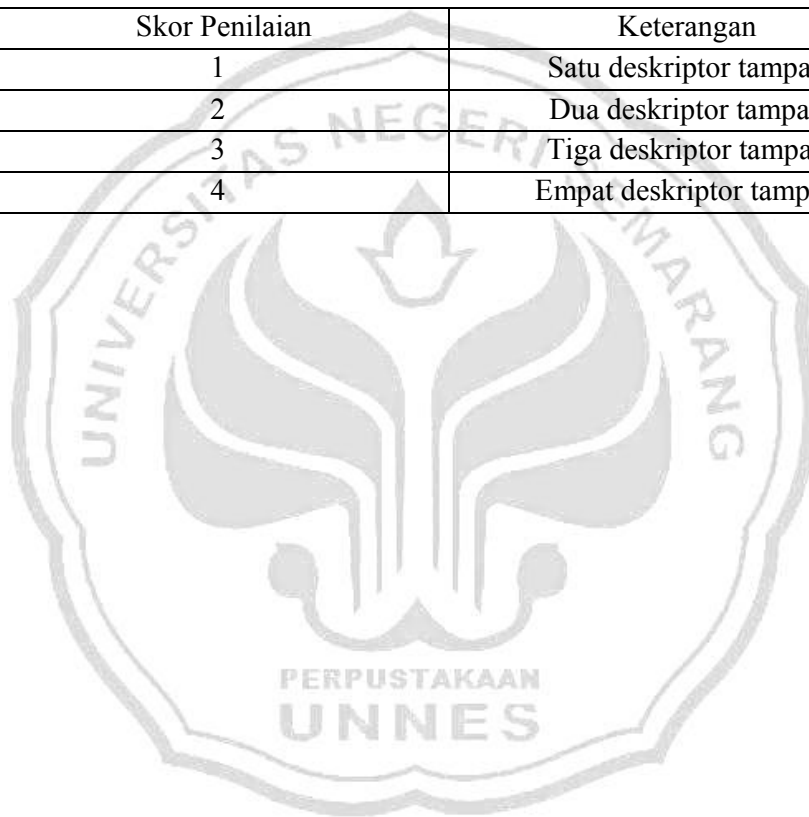 Skor Penilaian Keterangan
1 Satu deskriptor tampa
2 Dua deskriptor tampa
3 Tiga deskriptor tampa
4 Empat deskriptor tamp
UNIVERSITAS NEGERI SEMARANG
PERPUSTAKAAN
UNNES